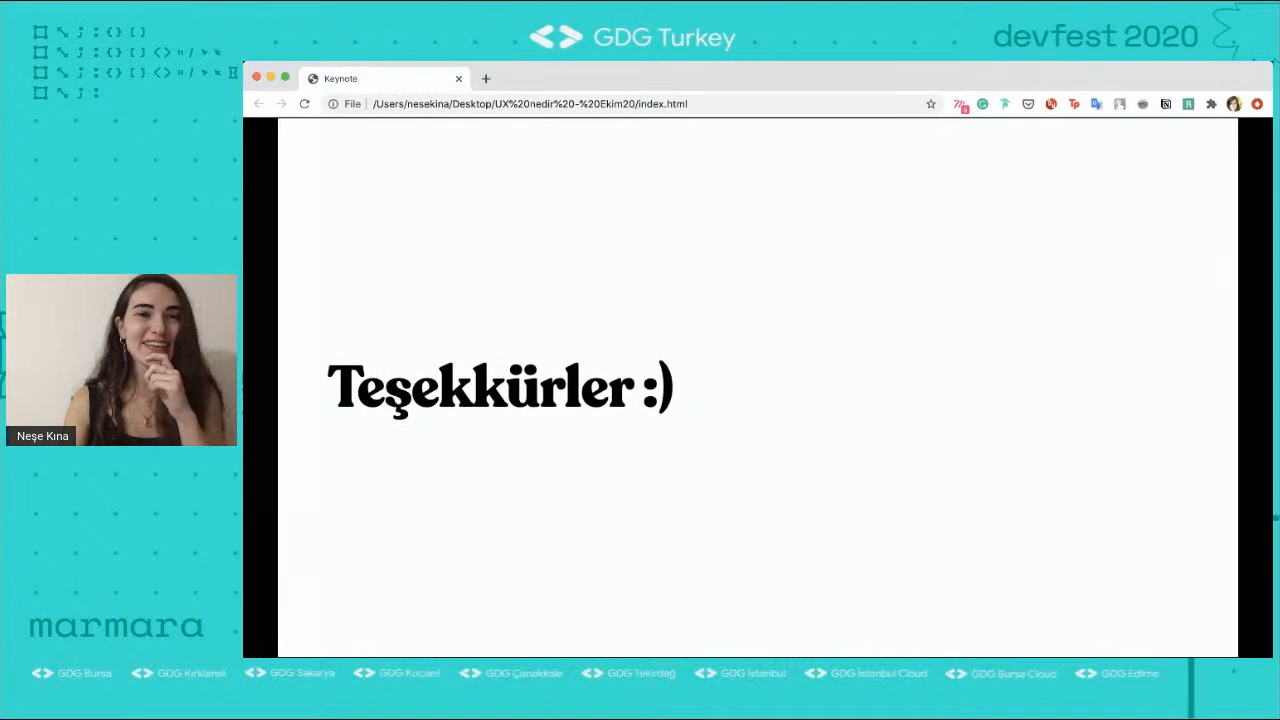 GDG Turkey
devfest 2020
Keynote
File
/Users/nesekina/Desktop/UX%20nedir%20-%20Ekim20/index.html
Teşekkürler :)
Neşe Kına
marmara
GDG Bursa
GDG Kırklareli
GDG Sakarya
GDG Kocaeli
GDG Çanakkale
GDG Tekirdağ
GDG İstanbul
GDG İstanbul Cloud
GDG Bursa Cloud
GDG Edirne